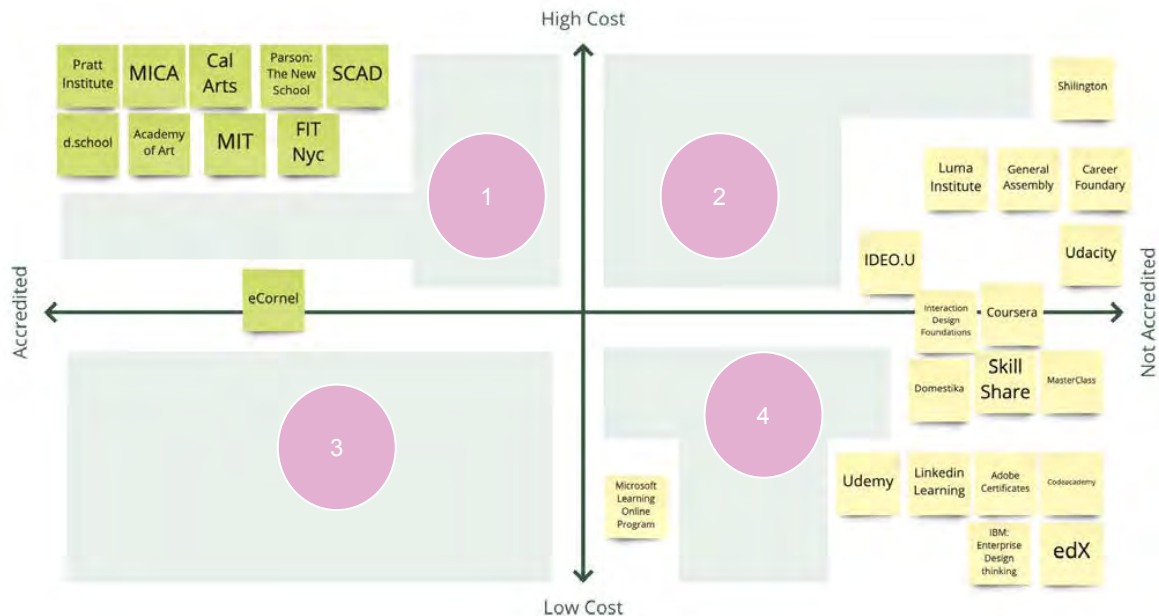 High Cost
Pratt
Institute
MICA
Cal
Arts
Parson:
The New
School
SCAD
d.school
Academy
of Art
MIT
FIT
Nyc
Shilington
1
2
Luma
Institute
General
Assembly
Career
Foundary
IDEO.U
Udacity
Accredited
eCornel
Interaction
Design
Foundations
Coursera
Not Accredited
Domestika
Skill
Share
MasterClass
3
4
Microsoft
Learning
Online
Program
Udemy
Linkedin
Learning
Adobe
Certificates
Codeacademy
IBM:
Enterprise
Design
thinking
edX
Low Cost